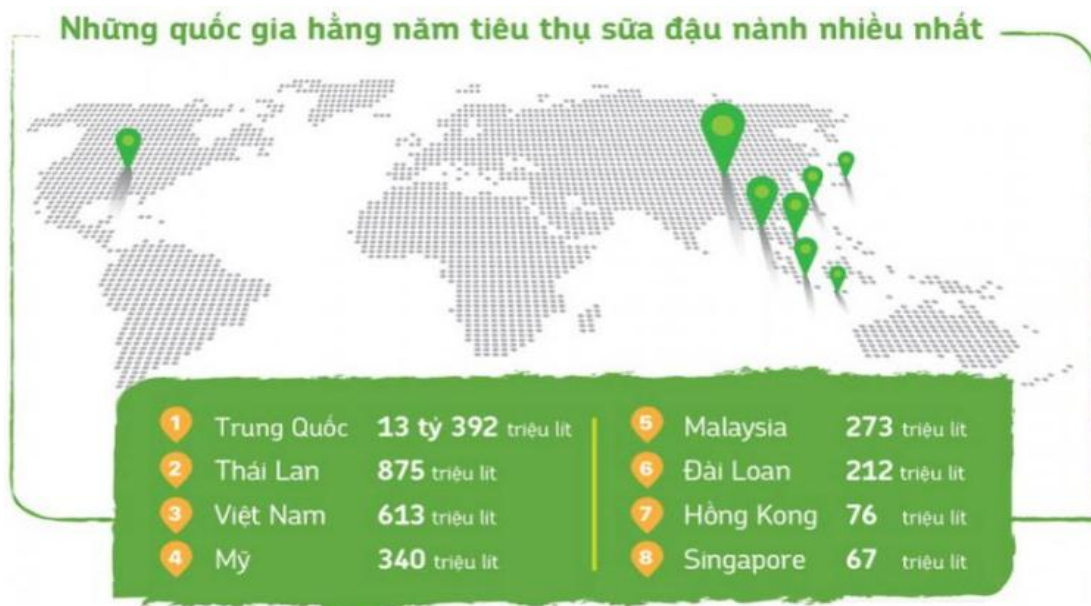 Những quốc gia hằng năm tiêu thụ sữa đậu nành nhiều nhất
1 Trung Quốc 13 tỷ 392 triệu lít
2 Thái Lan 875 triệu lít
3 Việt Nam 613 triệu lít
4 Mỹ 340 triệu lít
5 Malaysia 273 triệu lít
6 Đài Loan 212 triệu lít
7 Hồng Kong 76 triệu lít
8 Singapore 67 triệu lít